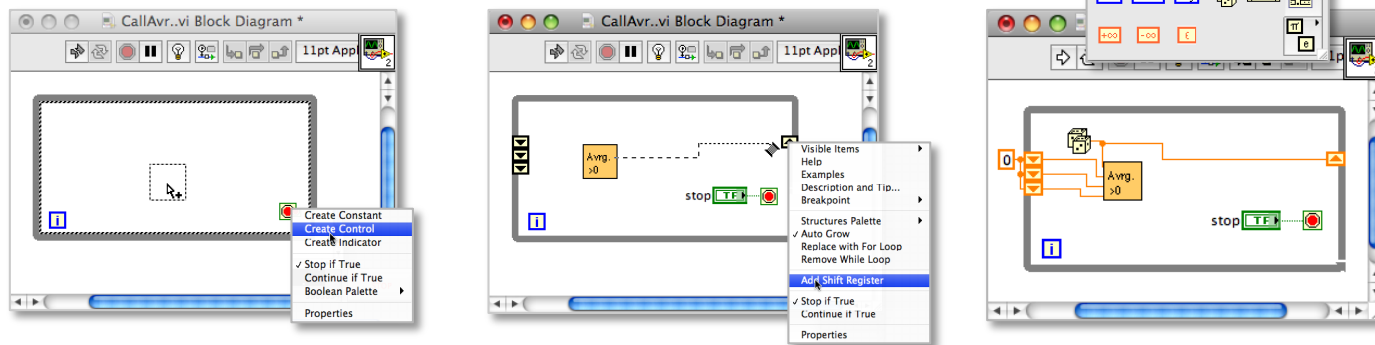 CallAvr..vi Block Diagram *
11pt Appl
2
i
Create Constant
Create Control
Create Indicator
✓ Stop if True
Continue if True
Boolean Palette
Properties
CallAvr..vi Block Diagram *
11pt Appl
2
Avrg.
>0
stop
TF
i
Visible Items
Help
Examples
Description and Tip...
Breakpoint
Structures Palette
✓ Auto Grow
Replace with For Loop
Remove While Loop
Add Shift Register
✓ Stop if True
Continue if True
Properties
+∞
-∞
ε
π
e
1p
0
Avrg.
>0
stop
TF
i